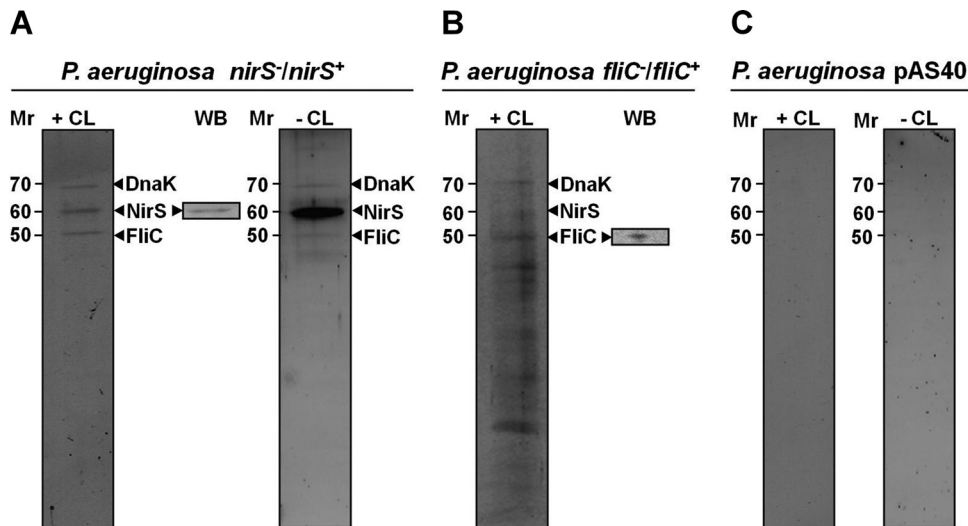 A
B
C
P. aeruginosa nirS-/nirS+
P. aeruginosa fliC-/fliC+
P. aeruginosa pAS40
Mr + CL WB Mr - CL
Mr + CL WB
Mr + CL Mr - CL
70 DnaK 70 DnaK
60 NirS 60 NirS
50 FliC 50 FliC
70 DnaK
60 NirS
50 FliC
70 70
60 60
50 50